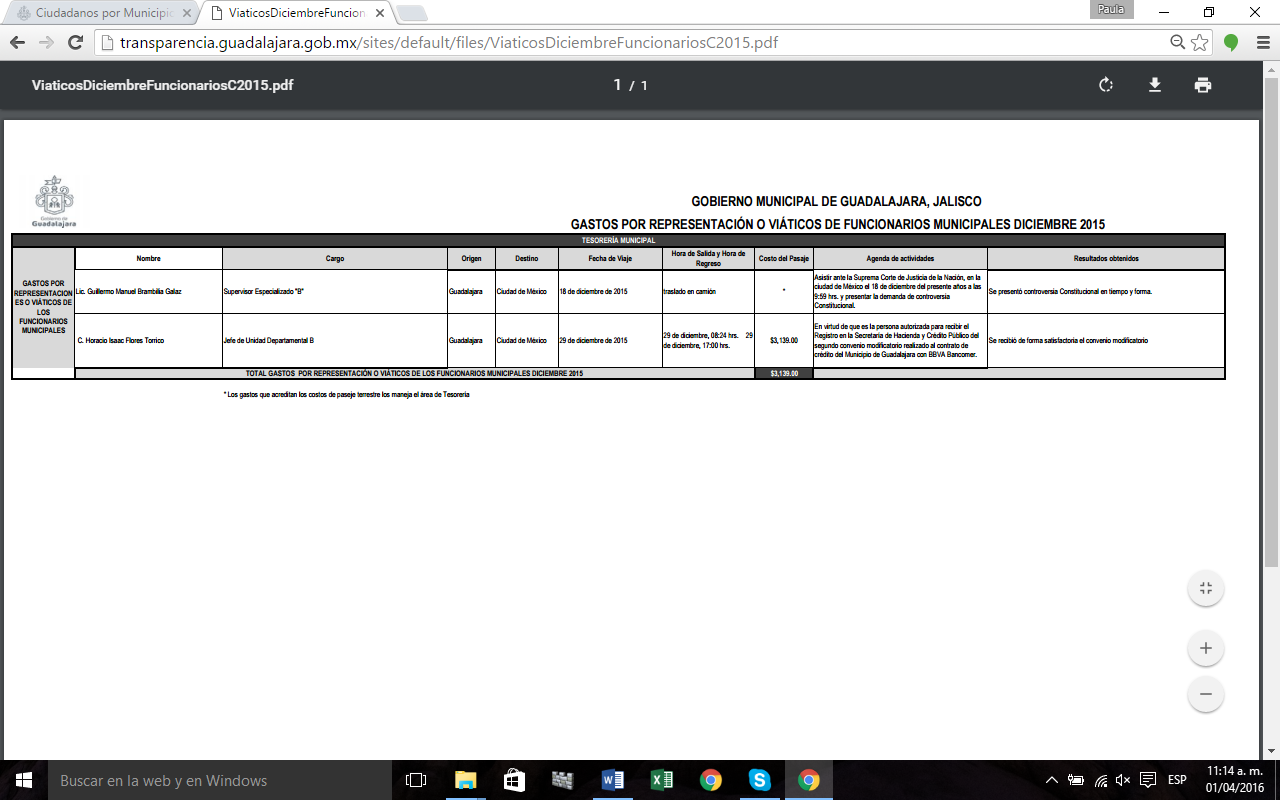 Ciudadanos por Municipio
ViaticosDiciembreFuncion
Paula
transparencia.guadalajara.gob.mx/sites/default/files/ViaticosDiciembreFuncionariosC2015.pdf
ViaticosDiciembreFuncionariosC2015.pdf
1 / 1
Gobierno de
Guadalajara
GOBIERNO MUNICIPAL DE GUADALAJARA, JALISCO
GASTOS POR REPRESENTACIÓN O VIÁTICOS DE FUNCIONARIOS MUNICIPALES DICIEMBRE 2015
TESORERÍA MUNICIPAL
GASTOS POR
REPRESENTACION
ES O VIÁTICOS DE
LOS
FUNCIONARIOS
MUNICIPALES
Nombre
Cargo
Origen
Destino
Fecha de Viaje
Hora de Salida y Hora de
Regreso
Costo del Pasaje
Agenda de actividades
Resultados obtenidos
Lic. Guillermo Manuel Brambilia Galaz
Supervisor Especializado "B"
Guadalajara
Ciudad de México
18 de diciembre de 2015
traslado en camión
*
Asistir ante la Suprema Corte de Justicia de la Nación, en la
ciudad de México el 18 de diciembre del presente años a las
9:59 hrs. y presentar la demanda de controversia
Constitucional.
Se presentó controversia Constitucional en tiempo y forma.
C. Horacio Isaac Flores Torrico
Jefe de Unidad Departamental B
Guadalajara
Ciudad de México
29 de diciembre de 2015
29 de diciembre, 08:24 hrs. 29
de diciembre, 17:00 hrs.
$3,139.00
En virtud de que es la persona autorizada para recibir el
Registro en la Secretaria de Hacienda y Crédito Público del
segundo convenio modificatorio realizado al contrato de
crédito del Municipio de Guadalajara con BBVA Bancomer.
Se recibió de forma satisfactoria el convenio modificatorio
TOTAL GASTOS POR REPRESENTACIÓN O VIÁTICOS DE LOS FUNCIONARIOS MUNICIPALES DICIEMBRE 2015
$3,139.00
* Los gastos que acreditan los costos de paseje terrestre los maneja el área de Tesorería
Buscar en la web y en Windows
ESP
11:14 a. m.
01/04/2016